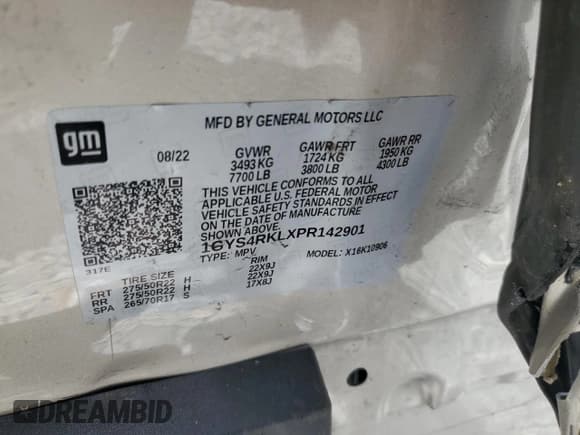 MFD BY GENERAL MOTORS LLC
gm
08/22 GVWR GAWR FRT GAWR RR
3493 KG 1724 KG 1950 KG
7700 LB 3800 LB 4300 LB
THIS VEHICLE CONFORMS TO ALL
APPLICABLE U.S. FEDERAL MOTOR
VEHICLE SAFETY STANDARDS IN EFFECT
ON THE DATE OF MANUFACTURE
SHOWN ABOVE.
1GYS4RKLXPR142901
TYPE: MPV MODEL: X16K10906
317E 1
TIRE SIZE RIM
FRT 275/50R22 H 22X9J
RR 275/50R22 H 22X9J
SPA 265/70R17 S 17X8J
DREAMBID